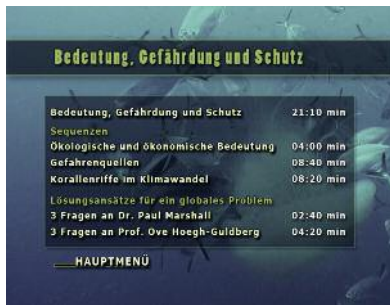 Bedeutung, Gefährdung und Schutz
Bedeutung, Gefährdung und Schutz 21:10 min
Sequenzen
Ökologische und ökonomische Bedeutung 04:00 min
Gefahrenquellen 08:40 min
Korallenriffe im Klimawandel 08:20 min
Lösungsansätze für ein globales Problem
3 Fragen an Dr. Paul Marshall 02:40 min
3 Fragen an Prof. Ove Hoegh-Guldberg 04:20 min
HAUPTMENÜ